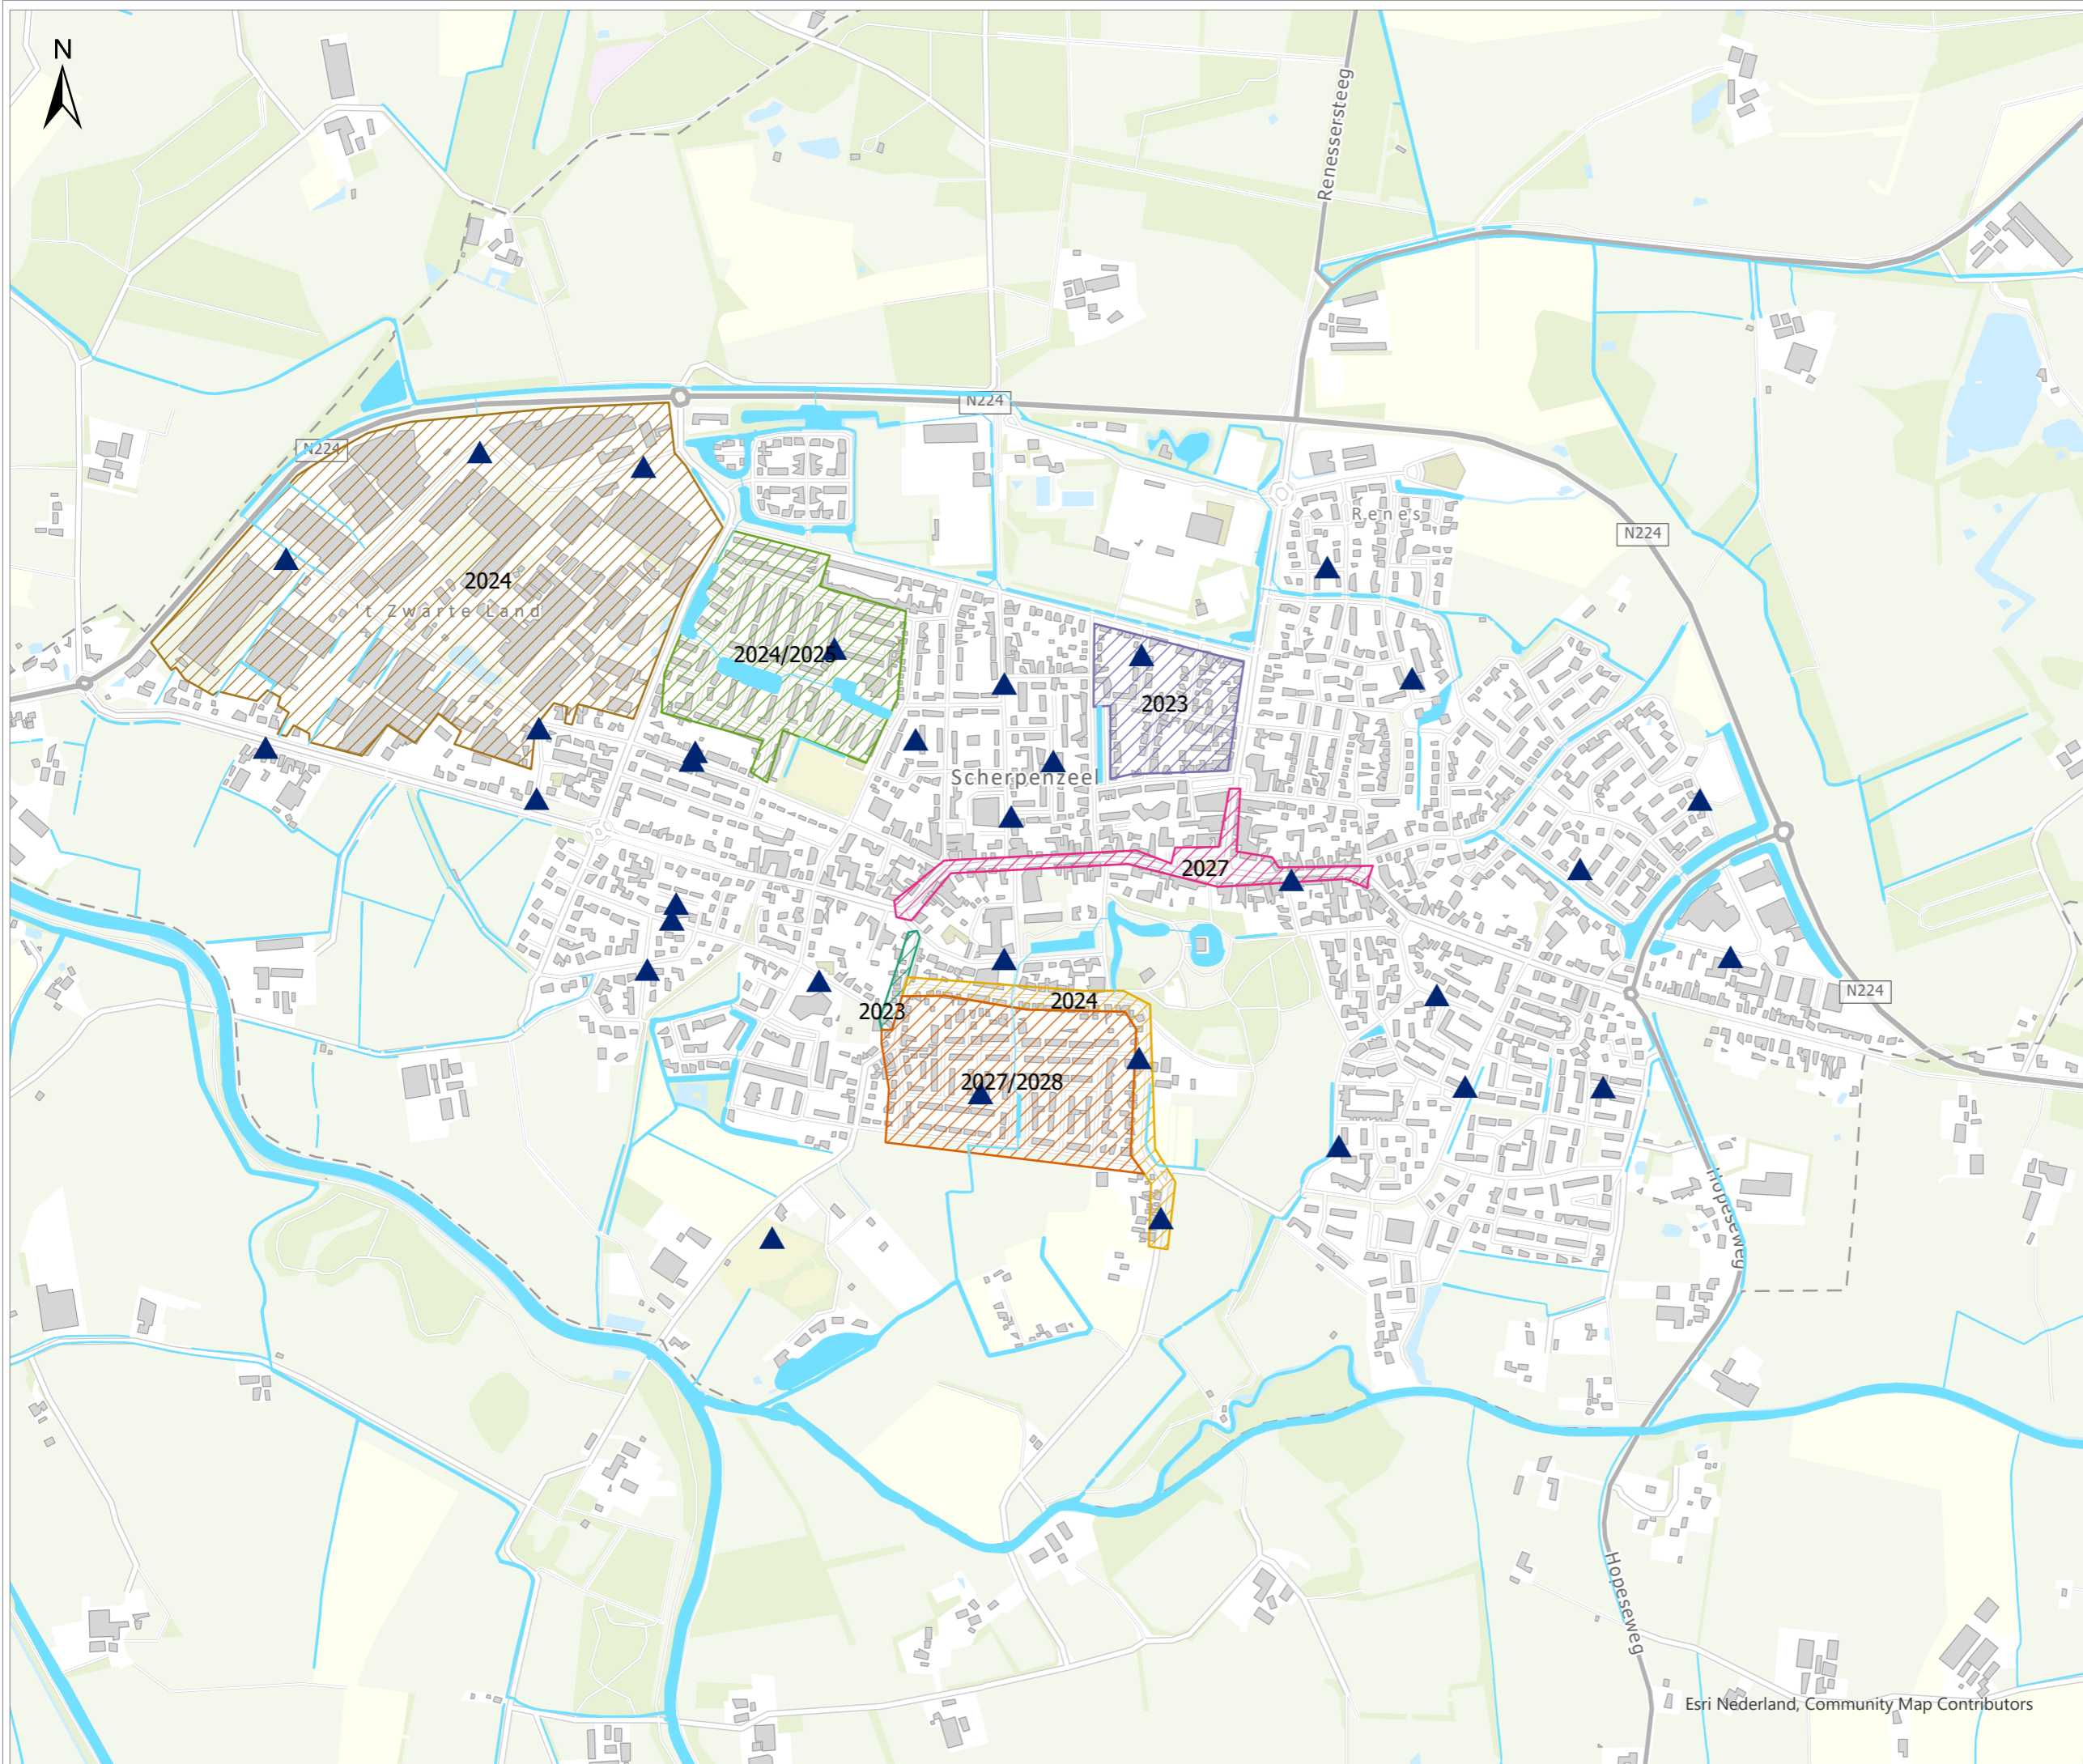 N
Renessersteeg
N224
N224
Renes
N224
2024
't Zwarte Land
2024/2025
2023
Scherpenzeel
2027
N224
2024
2023
2027/2028
Hopeseweg
Hopeseweg
Esri Nederland, Community Map Contributors